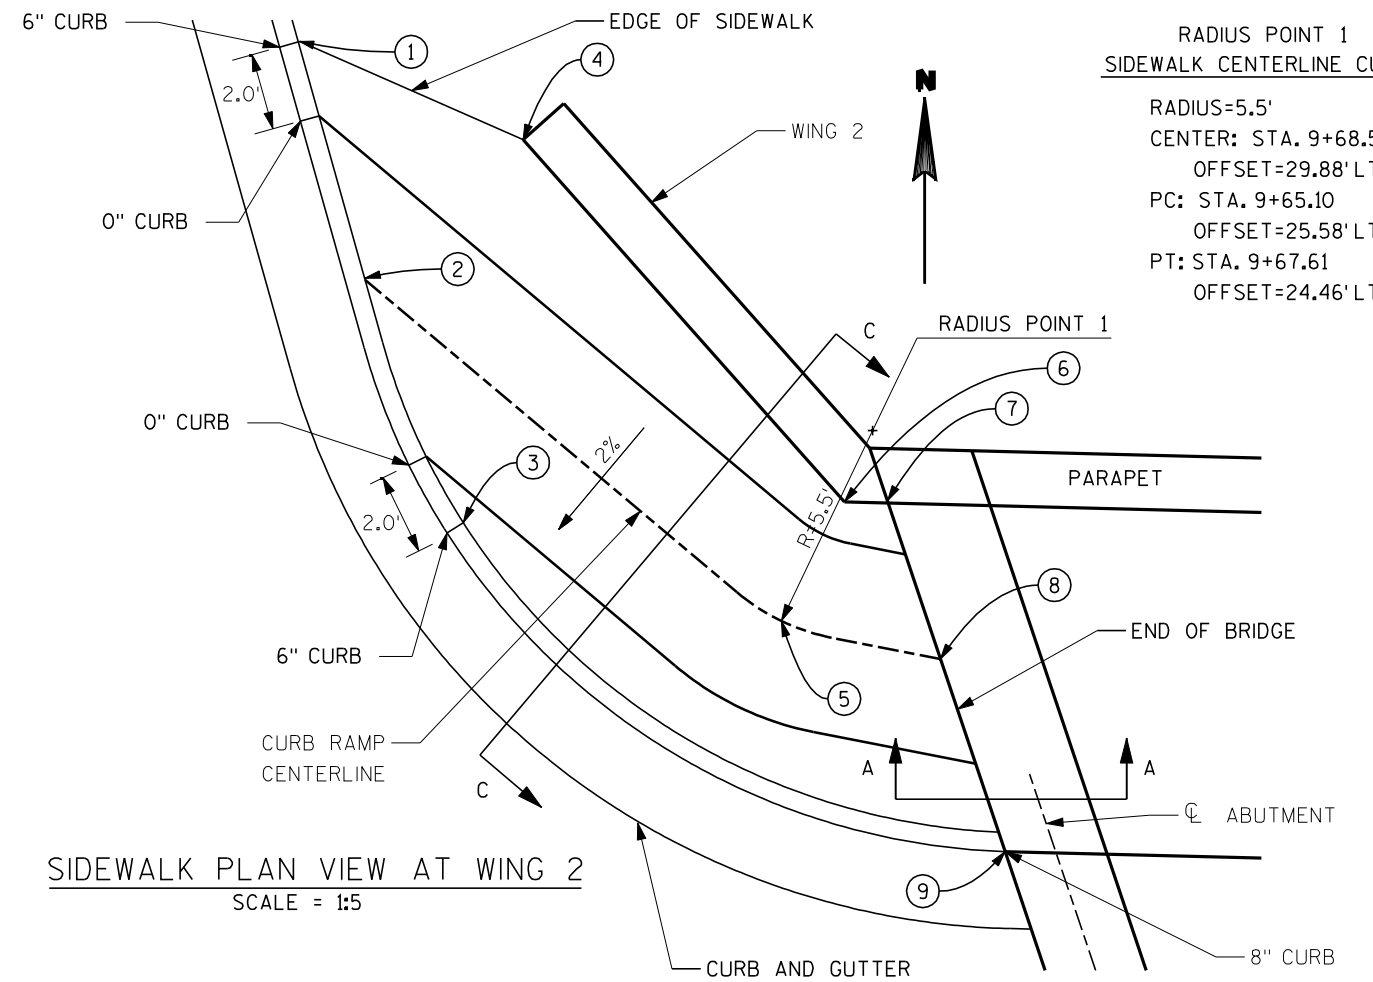 6" CURB
EDGE OF SIDEWALK
RADIUS POINT 1
SIDEWALK CENTERLINE
1
4
N
2.0'
WING 2
RADIUS=5.5'
CENTER: STA. 9+68.5
OFFSET=29.88' LT
PC: STA. 9+65.10
OFFSET=25.58' LT
PT: STA. 9+67.61
OFFSET=24.46' LT
0" CURB
2
RADIUS POINT 1
C
6
7
0" CURB
2%
3
PARAPET
R=5.5'
2.0'
8
END OF BRIDGE
6" CURB
5
CURB RAMP
CENTERLINE
C
A
A
℄ ABUTMENT
SIDEWALK PLAN VIEW AT WING 2
SCALE = 1:5
9
8" CURB
CURB AND GUTTER